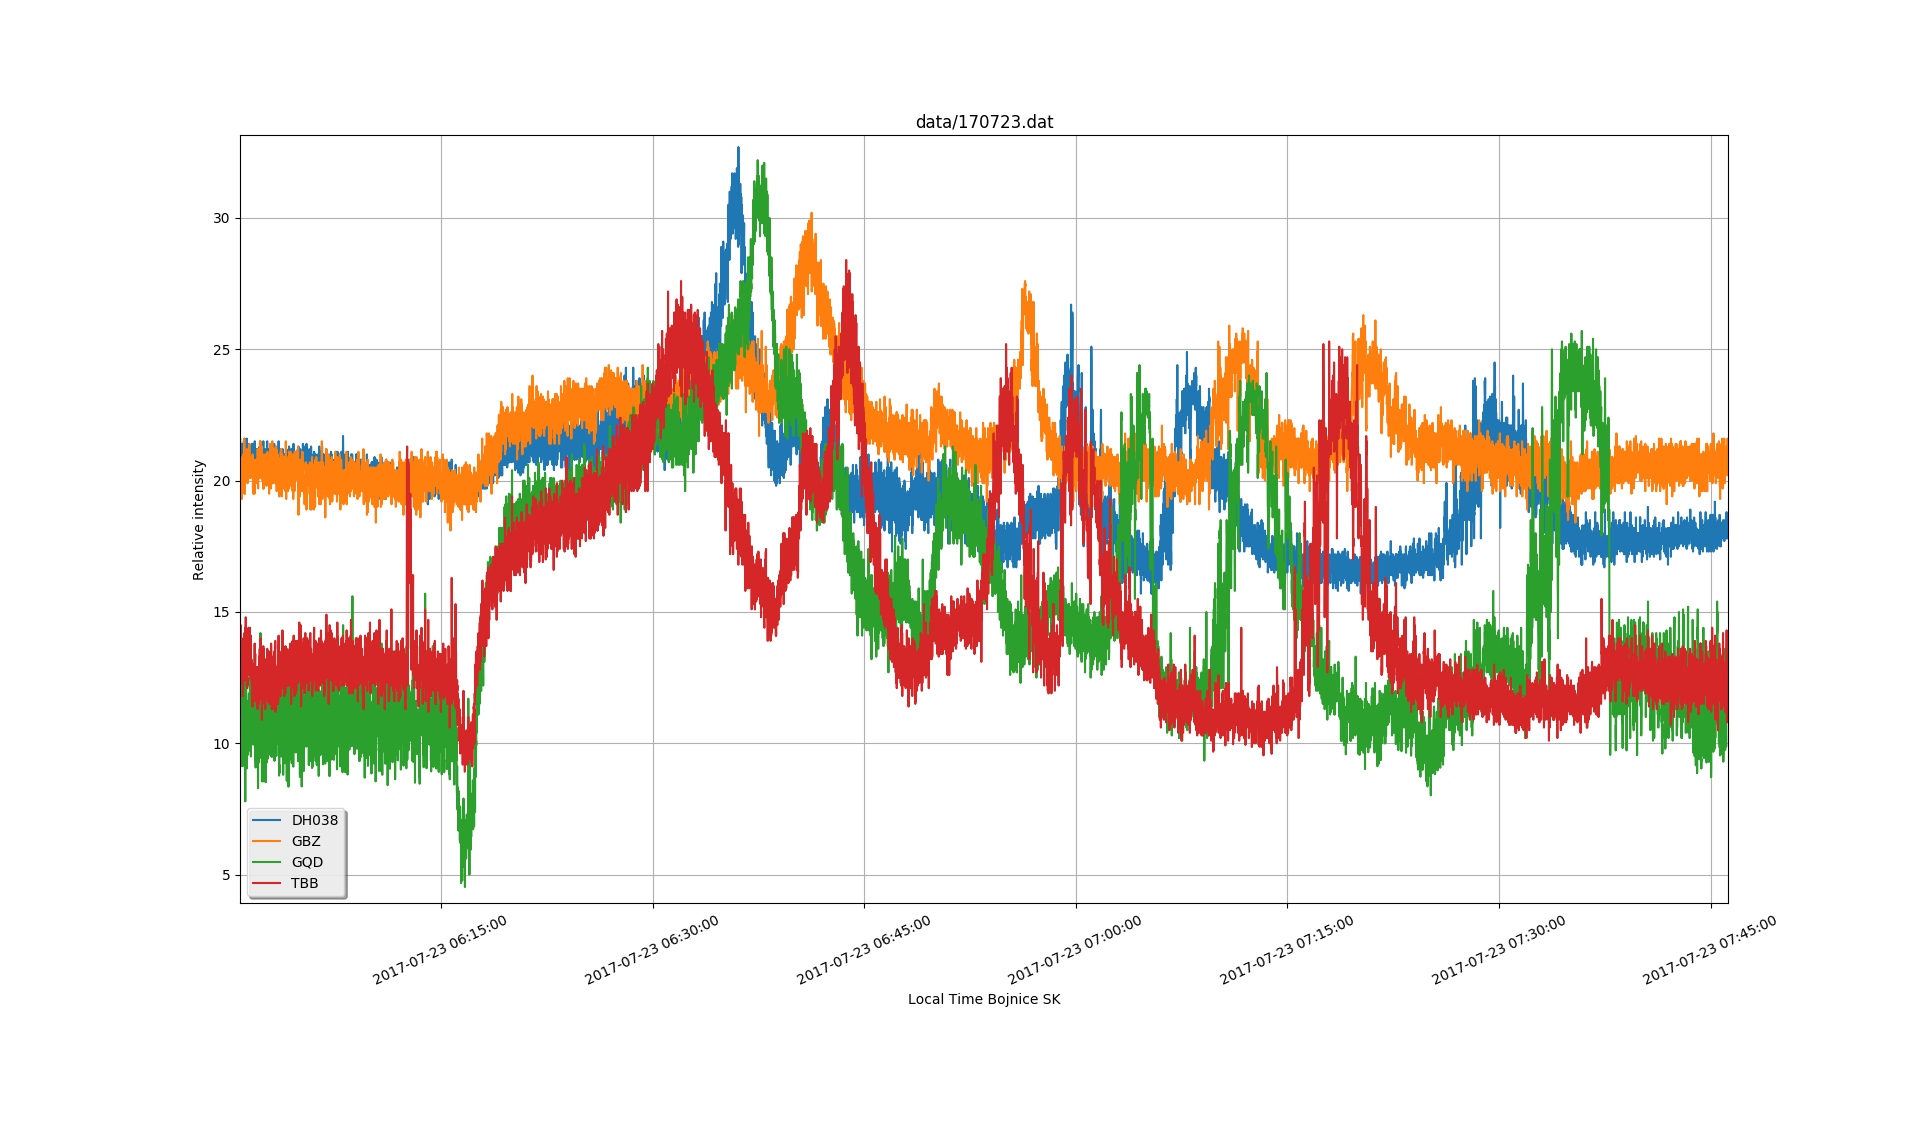 data/170723.dat
Relative intensity
30
25
20
15
10
5
DH038
GBZ
GQD
TBB
2017-07-23 06:15:00
2017-07-23 06:30:00
2017-07-23 06:45:00
2017-07-23 07:00:00
2017-07-23 07:15:00
2017-07-23 07:30:00
2017-07-23 07:45:00
Local Time Bojnice SK